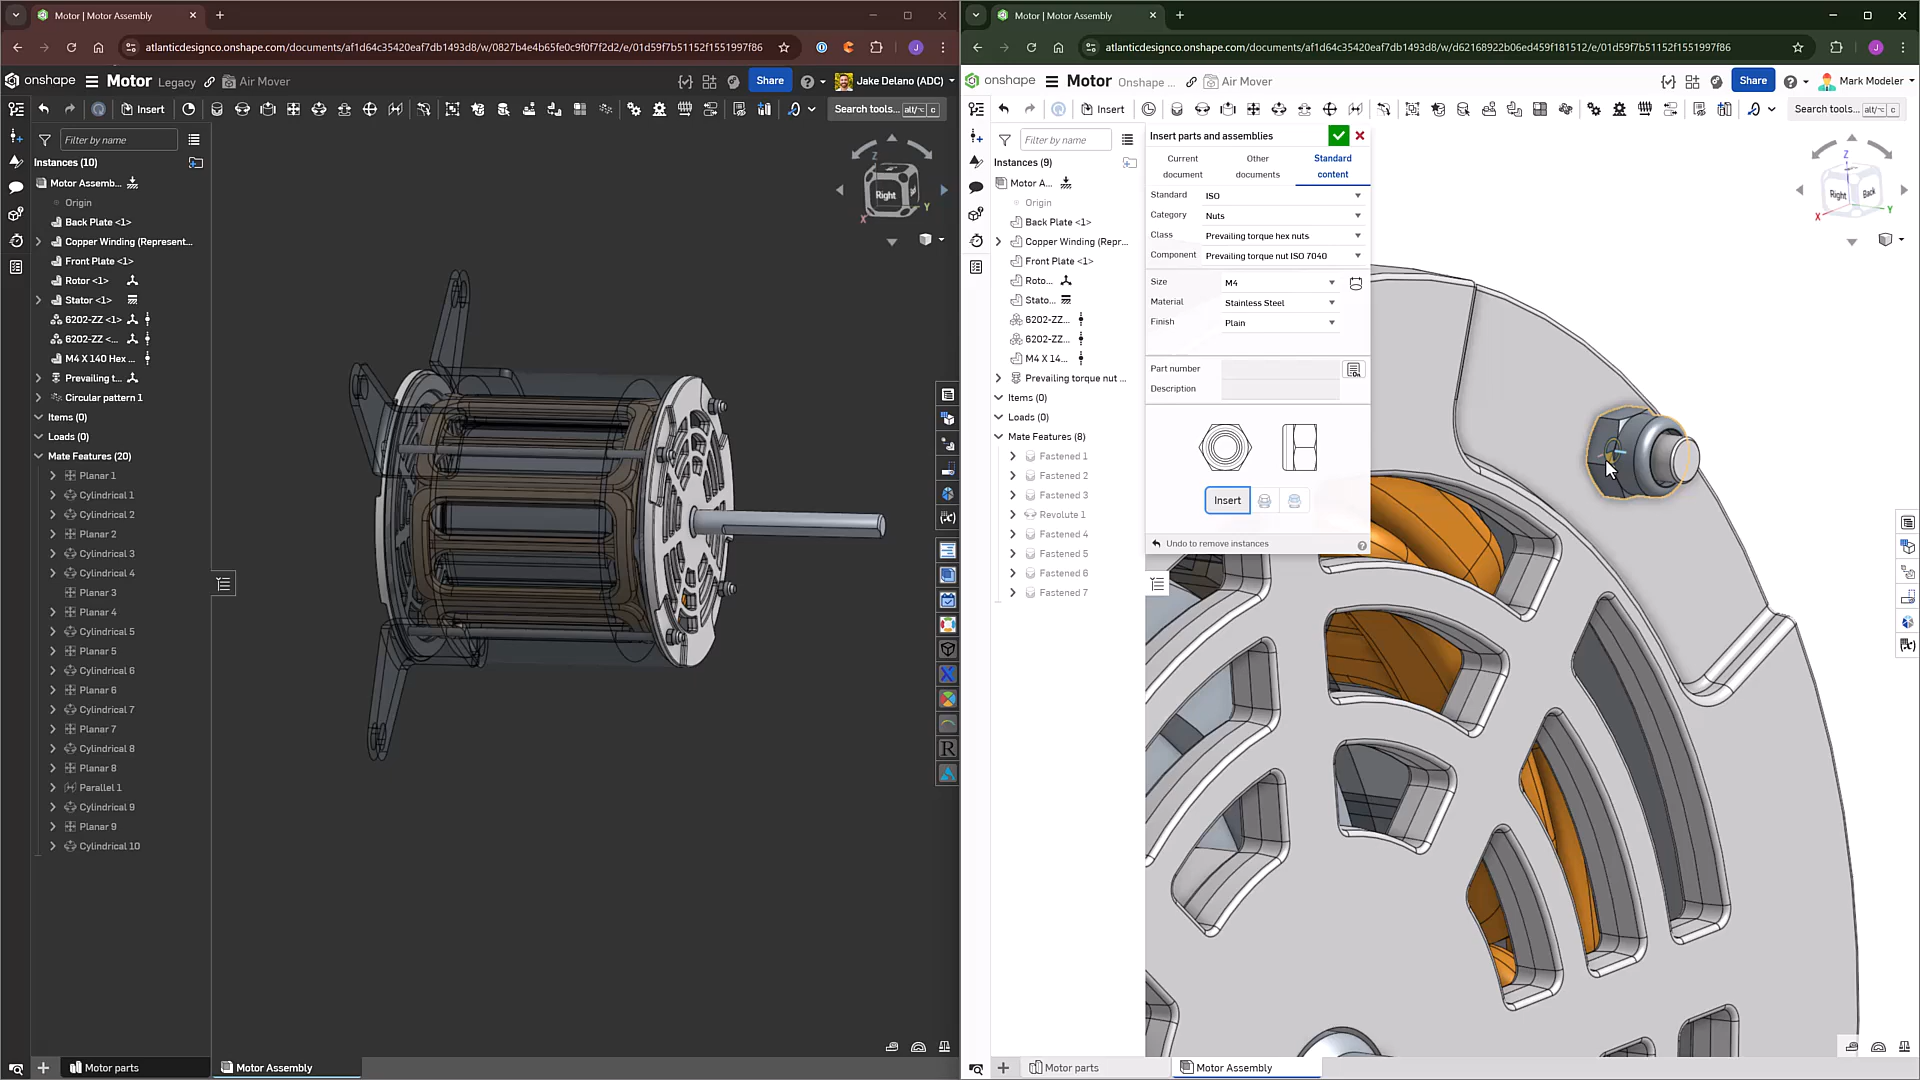 Motor | Motor Assembly
atlanticdesignco.onshape.com/documents/af1d64c35420eaf7db1493d8/w/0827b4e4b65fe0c9f0f7f2d2/e/01d59f7b51152f1551997f86
onshape
Motor
Legacy
Air Mover
Share
Jake Delano (ADC)
Insert
Search tools...
alt/⌥ c
Filter by name
Instances (10)
Motor Assemb...
Origin
Back Plate <1>
Copper Winding (Represent...
Front Plate <1>
Rotor <1>
Stator <1>
6202-ZZ <1>
6202-ZZ <...
M4 X 140 Hex ...
Prevailing t...
Circular pattern 1
Items (0)
Loads (0)
Mate Features (20)
Planar 1
Cylindrical 1
Cylindrical 2
Planar 2
Cylindrical 3
Cylindrical 4
Planar 3
Planar 4
Cylindrical 5
Planar 5
Cylindrical 6
Planar 6
Cylindrical 7
Planar 7
Cylindrical 8
Planar 8
Parallel 1
Cylindrical 9
Planar 9
Cylindrical 10
Z
Right
X
Y
Motor parts
Motor Assembly
Motor | Motor Assembly
atlanticdesignco.onshape.com/documents/af1d64c35420eaf7db1493d8/w/d62168922b06ed459f181512/e/01d59f7b51152f1551997f86
onshape
Motor
Onshape ...
Air Mover
Share
Mark Modeler
Insert
Search tools...
alt/⌥ c
Filter by name
Instances (9)
Motor A...
Origin
Back Plate <1>
Copper Winding (Repr...
Front Plate <1>
Roto...
Stato...
6202-ZZ...
6202-ZZ...
M4 X 14...
Prevailing torque nut ...
Items (0)
Loads (0)
Mate Features (8)
Fastened 1
Fastened 2
Fastened 3
Revolute 1
Fastened 4
Fastened 5
Fastened 6
Fastened 7
Insert parts and assemblies
Current document
Other documents
Standard content
Standard
ISO
Category
Nuts
Class
Prevailing torque hex nuts
Component
Prevailing torque nut ISO 7040
Size
M4
Material
Stainless Steel
Finish
Plain
Part number
Description
Insert
Undo to remove instances
Z
Right
Back
X
Y
Motor parts
Motor Assembly